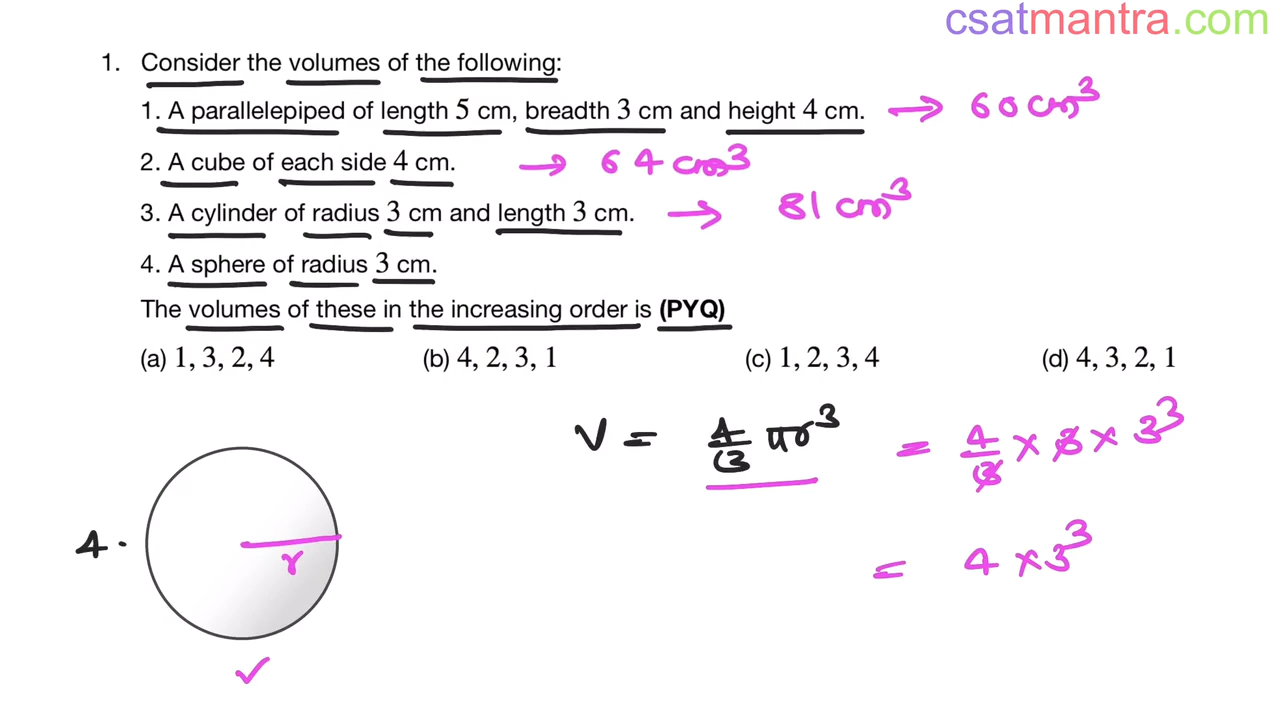 csatmantra.com
1. Consider the volumes of the following:
1. A parallelepiped of length 5 cm, breadth 3 cm and height 4 cm. → 60 cm³
2. A cube of each side 4 cm. → 64 cm³
3. A cylinder of radius 3 cm and length 3 cm. → 81 cm³
4. A sphere of radius 3 cm.
The volumes of these in the increasing order is (PYQ)
(a) 1, 3, 2, 4 (b) 4, 2, 3, 1 (c) 1, 2, 3, 4 (d) 4, 3, 2, 1
V = 4/3 πr³ = 4/3 × 3 × 3³
4. r = 4 × 3³